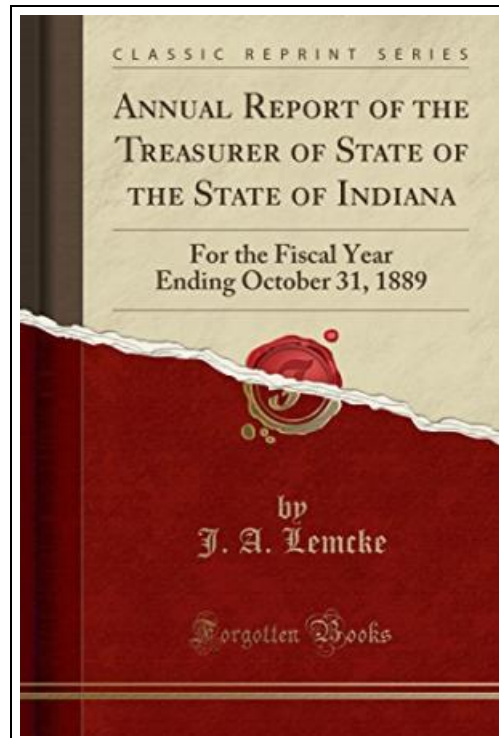 CLASSIC REPRINT SERIES
ANNUAL REPORT OF THE
TREASURER OF STATE OF
THE STATE OF INDIANA
For the Fiscal Year
Ending October 31, 1889
by
J. A. Lemcke
Forgotten Books